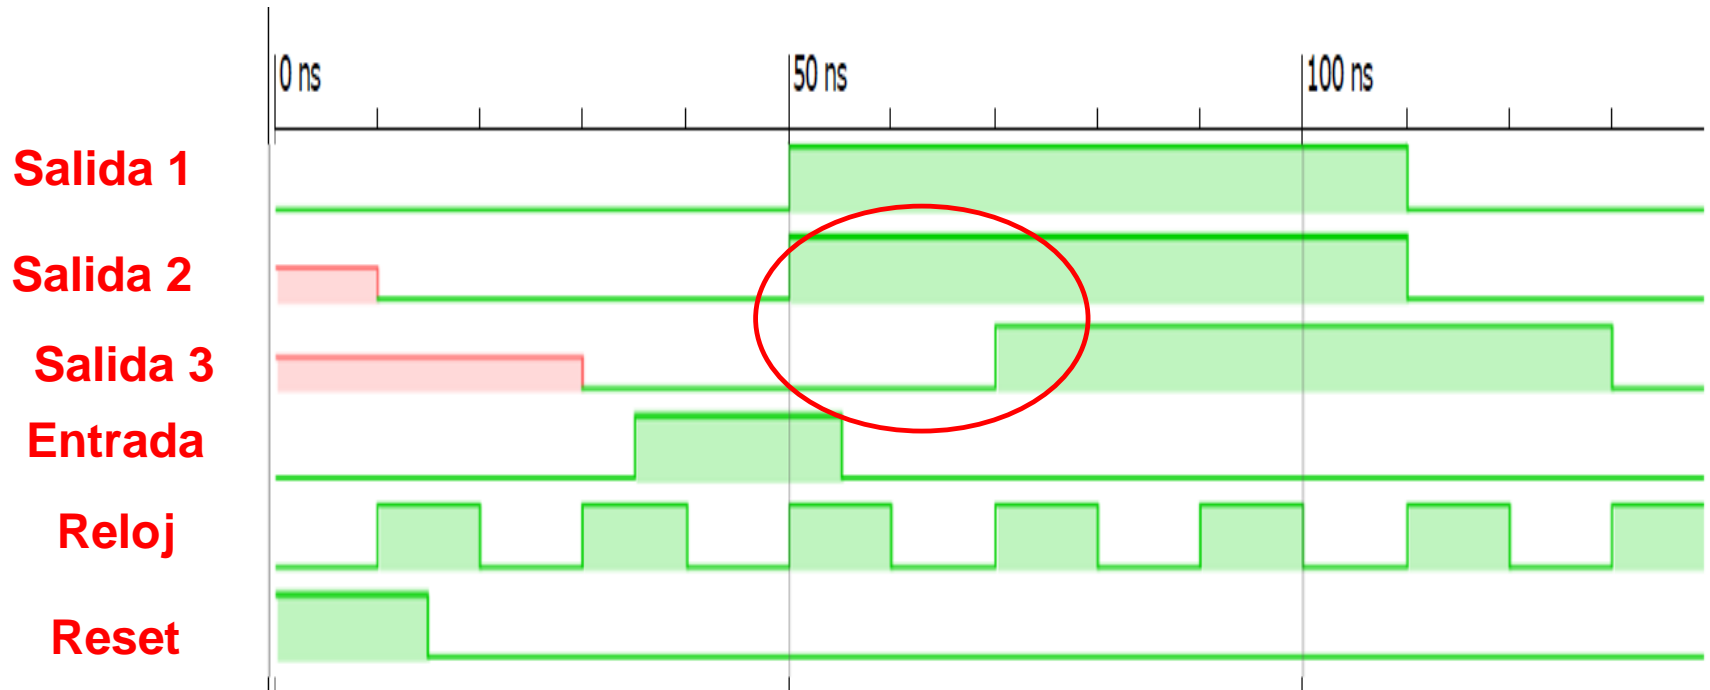 0 ns 50 ns 100 ns
Salida 1
Salida 2
Salida 3
Entrada
Reloj
Reset